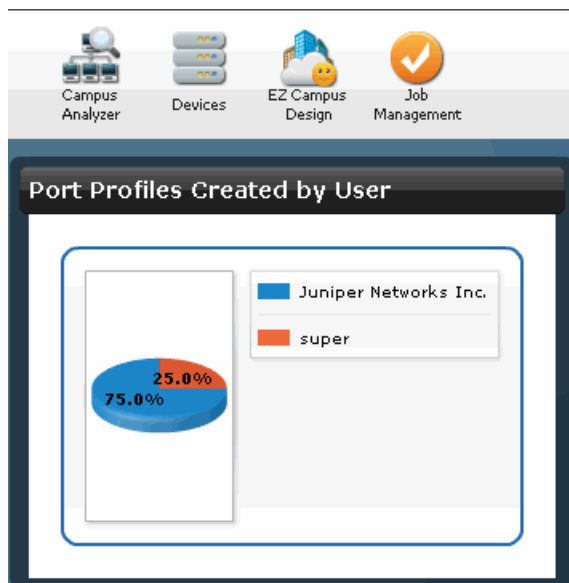 Campus
Analyzer
Devices
EZ Campus
Design
Job
Management
Port Profiles Created by User
Juniper Networks Inc.
super
25.0%
75.0%